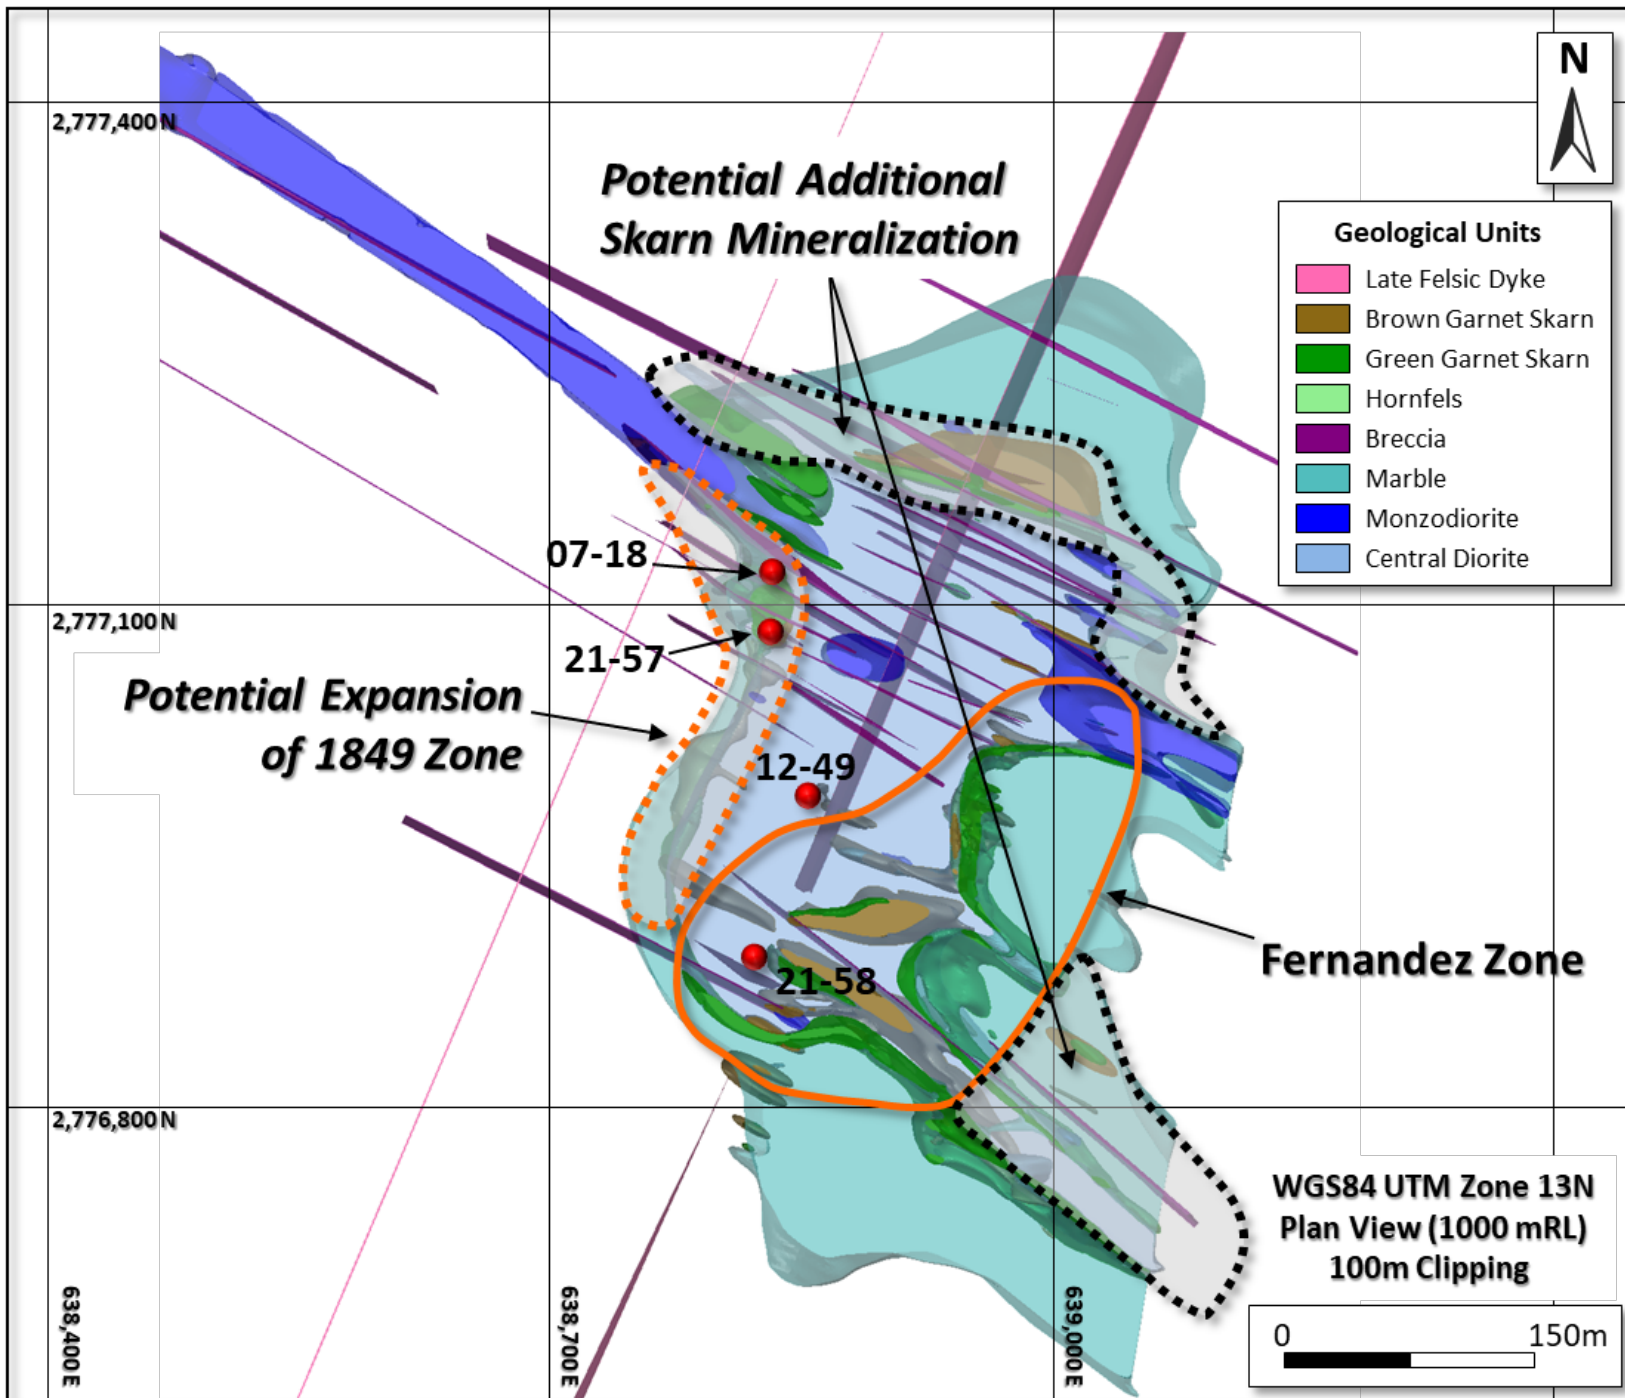 N
2,777,400 N
Potential Additional
Skarn Mineralization
Geological Units
Late Felsic Dyke
Brown Garnet Skarn
Green Garnet Skarn
Hornfels
Breccia
Marble
Monzodiorite
Central Diorite
07-18
2,777,100 N
21-57
Potential Expansion
of 1849 Zone
12-49
Fernandez Zone
21-58
2,776,800 N
WGS84 UTM Zone 13N
Plan View (1000 mRL)
100m Clipping
638,400 E
638,700 E
639,000 E
0 150m